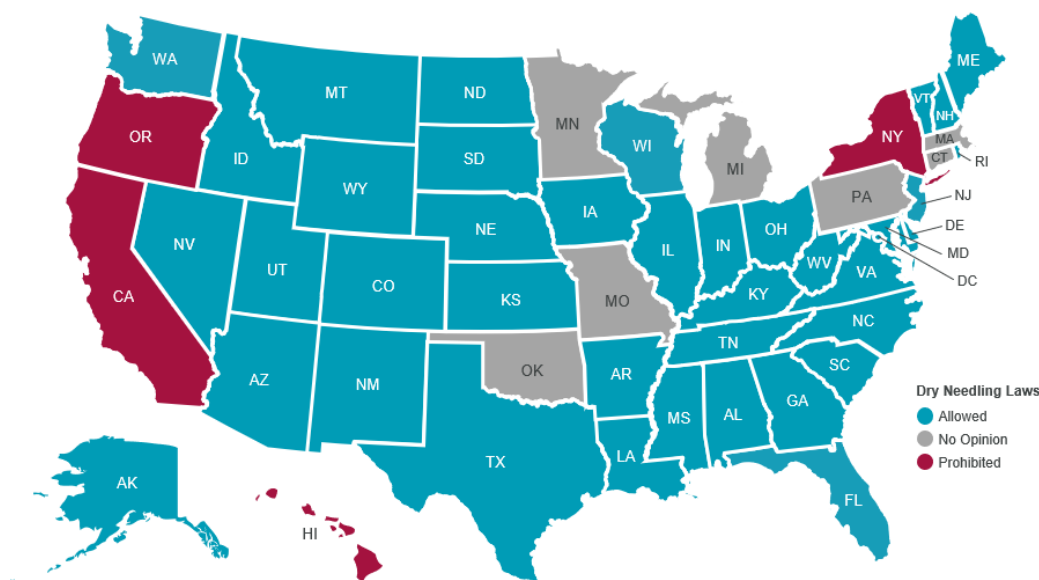 WA
MT
ND
MN
ME
VT
NH
OR
ID
SD
WI
MI
NY
MA
CT
RI
WY
IA
PA
NJ
NV
NE
IL
IN
OH
DE
UT
CO
WV
VA
MD
DC
CA
KS
MO
KY
NC
TN
AZ
NM
OK
AR
SC
MS
AL
GA
TX
LA
FL
AK
HI
Dry Needling Laws
Allowed
No Opinion
Prohibited